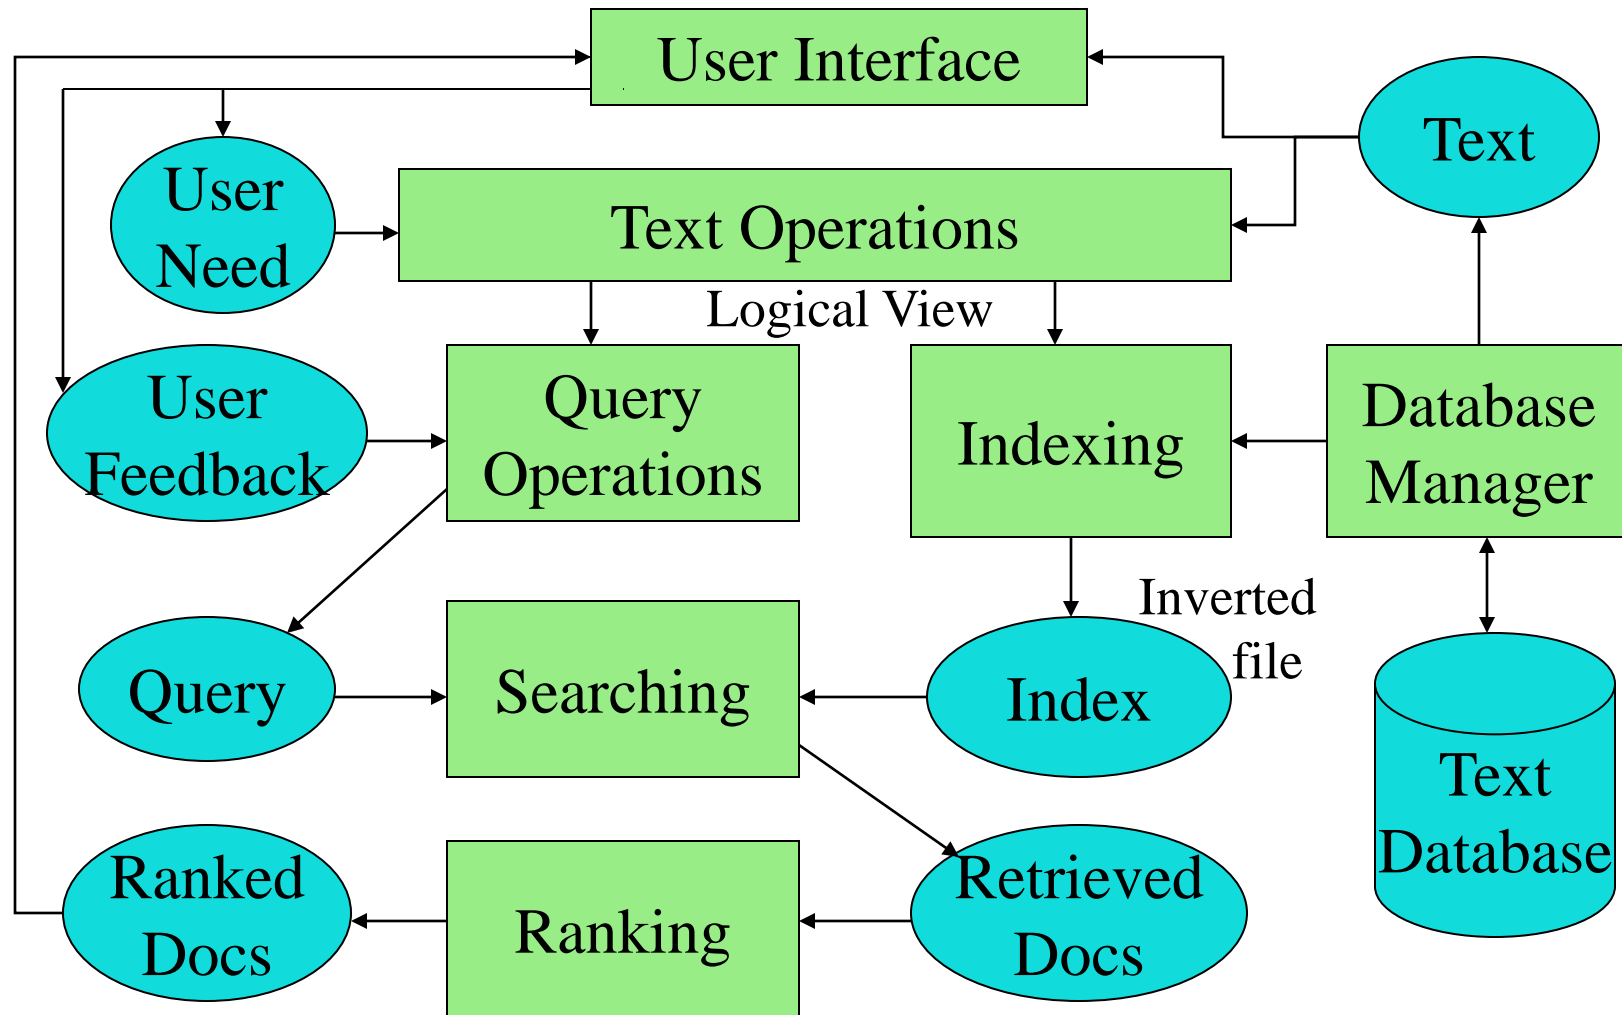 User Interface
Text
User
Need
Text Operations
Logical View
User
Feedback
Query
Operations
Indexing
Database
Manager
Inverted
file
Query
Searching
Index
Text
Database
Ranked
Docs
Ranking
Retrieved
Docs